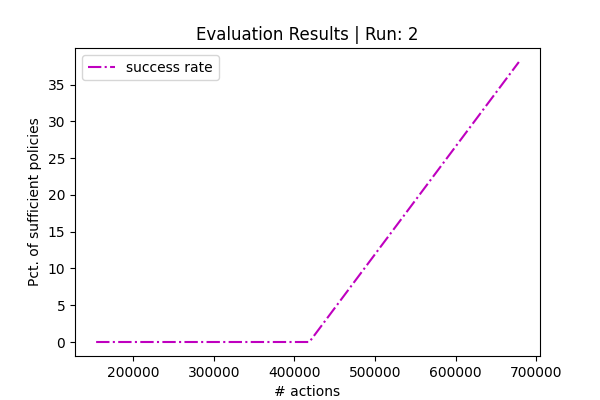 Evaluation Results | Run: 2
success rate
Pct. of sufficient policies
35
30
25
20
15
10
5
0
200000 300000 400000 500000 600000 700000
# actions